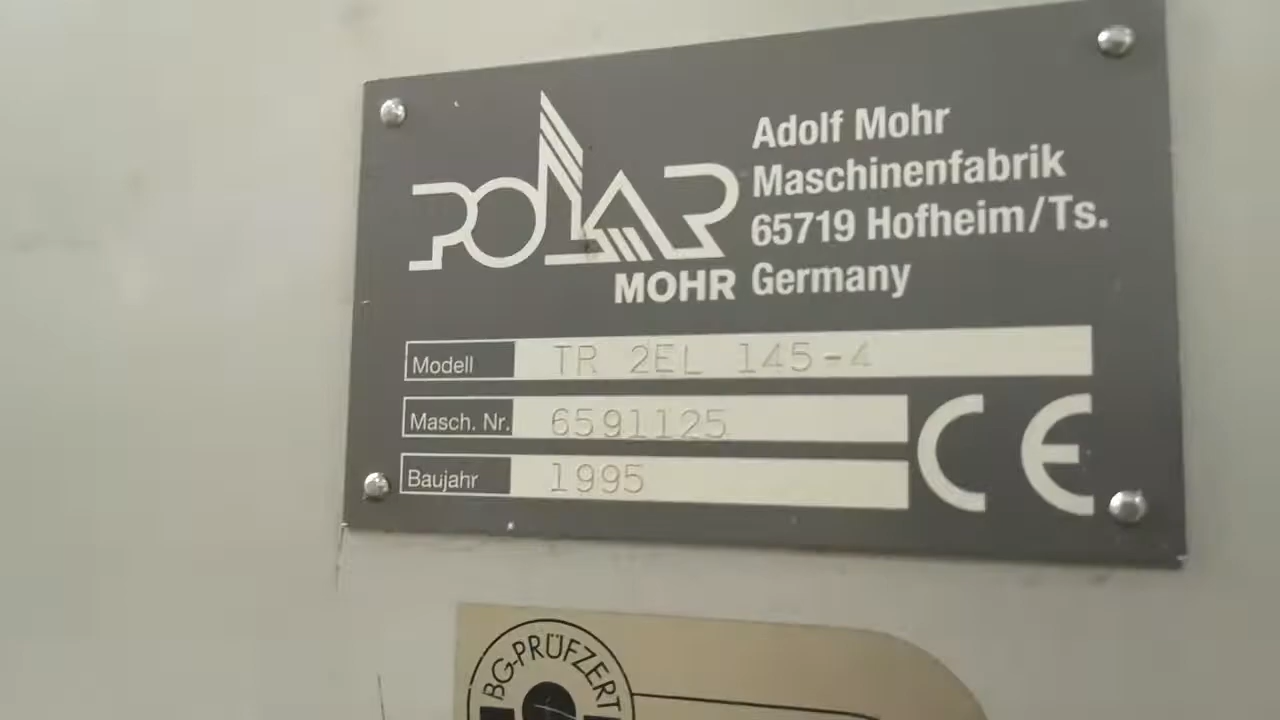 POLAR
MOHR
Adolf Mohr
Maschinenfabrik
65719 Hofheim/Ts.
Germany
Modell TR 2EL 145-4
Masch. Nr. 6591125
Baujahr 1995
CE
BG-PRÜFZERT